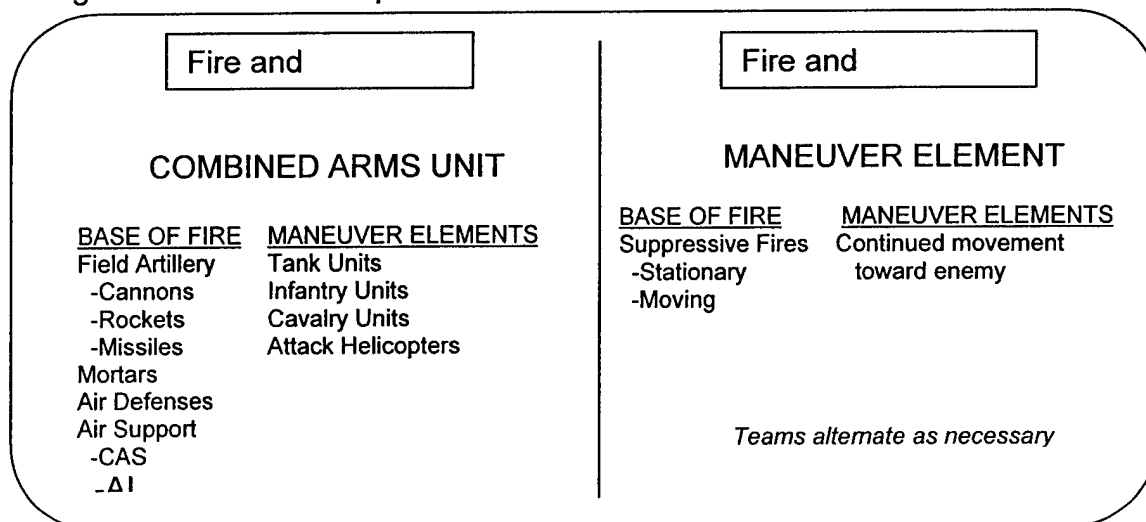 Fire and
COMBINED ARMS UNIT
BASE OF FIRE MANEUVER ELEMENTS
Field Artillery Tank Units
-Cannons Infantry Units
-Rockets Cavalry Units
-Missiles Attack Helicopters
Mortars
Air Defenses
Air Support
-CAS
Fire and
MANEUVER ELEMENT
BASE OF FIRE MANEUVER ELEMENTS
Suppressive Fires Continued movement
-Stationary toward enemy
-Moving
Teams alternate as necessary